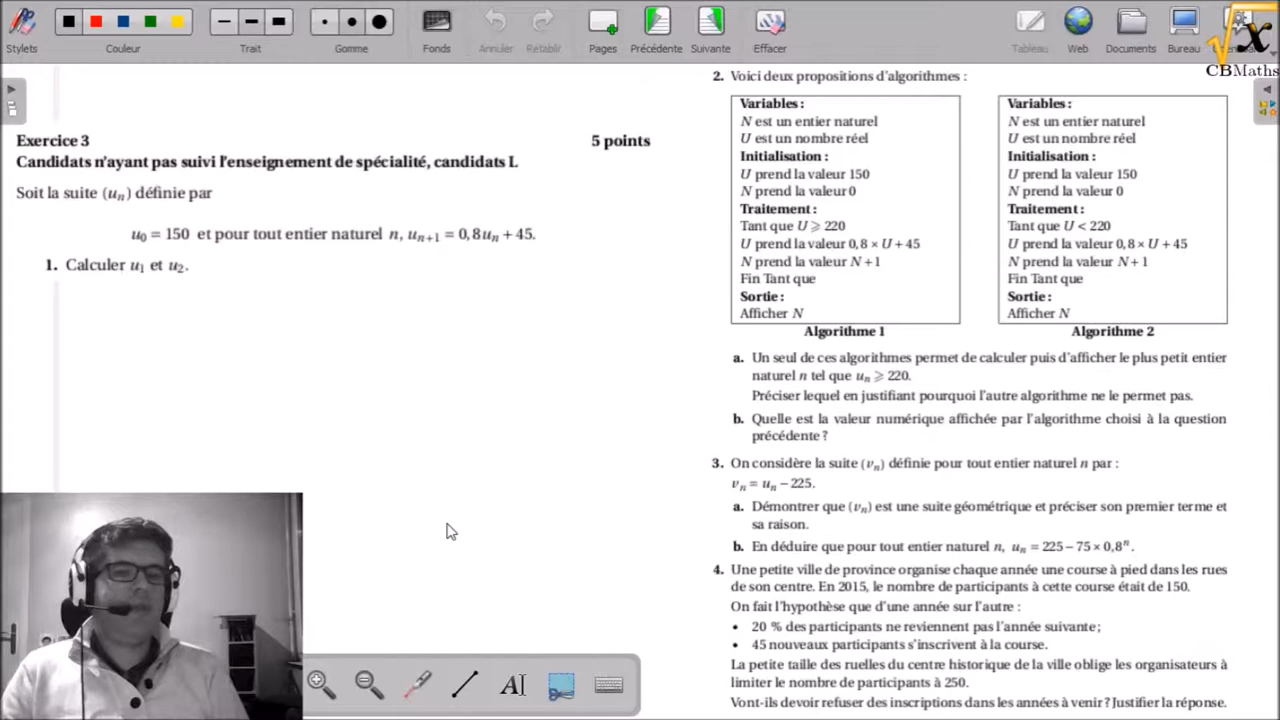 Stylets
Couleur
Trait
Gomme
Fonds
Annuler
Rétablir
Pages
Précédente
Suivante
Effacer
Tableau
Web
Documents
Bureau
CBMaths
Exercice 3 5 points
Candidats n'ayant pas suivi l'enseignement de spécialité, candidats L
Soit la suite (uₙ) définie par
u₀ = 150 et pour tout entier naturel n, uₙ₊₁ = 0,8uₙ + 45.
1. Calculer u₁ et u₂.
2. Voici deux propositions d'algorithmes :
Variables :
N est un entier naturel
U est un nombre réel
Initialisation :
U prend la valeur 150
N prend la valeur 0
Traitement :
Tant que U ⩾ 220
U prend la valeur 0,8 × U + 45
N prend la valeur N + 1
Fin Tant que
Sortie :
Afficher N
Algorithme 1
Variables :
N est un entier naturel
U est un nombre réel
Initialisation :
U prend la valeur 150
N prend la valeur 0
Traitement :
Tant que U < 220
U prend la valeur 0,8 × U + 45
N prend la valeur N + 1
Fin Tant que
Sortie :
Afficher N
Algorithme 2
a. Un seul de ces algorithmes permet de calculer puis d'afficher le plus petit entier
naturel n tel que uₙ ⩾ 220.
Préciser lequel en justifiant pourquoi l'autre algorithme ne le permet pas.
b. Quelle est la valeur numérique affichée par l'algorithme choisi à la question
précédente ?
3. On considère la suite (vₙ) définie pour tout entier naturel n par :
vₙ = uₙ − 225.
a. Démontrer que (vₙ) est une suite géométrique et préciser son premier terme et
sa raison.
b. En déduire que pour tout entier naturel n, uₙ = 225 − 75 × 0,8ⁿ.
4. Une petite ville de province organise chaque année une course à pied dans les rues
de son centre. En 2015, le nombre de participants à cette course était de 150.
On fait l'hypothèse que d'une année sur l'autre :
• 20 % des participants ne reviennent pas l'année suivante ;
• 45 nouveaux participants s'inscrivent à la course.
La petite taille des ruelles du centre historique de la ville oblige les organisateurs à
limiter le nombre de participants à 250.
Vont-ils devoir refuser des inscriptions dans les années à venir ? Justifier la réponse.